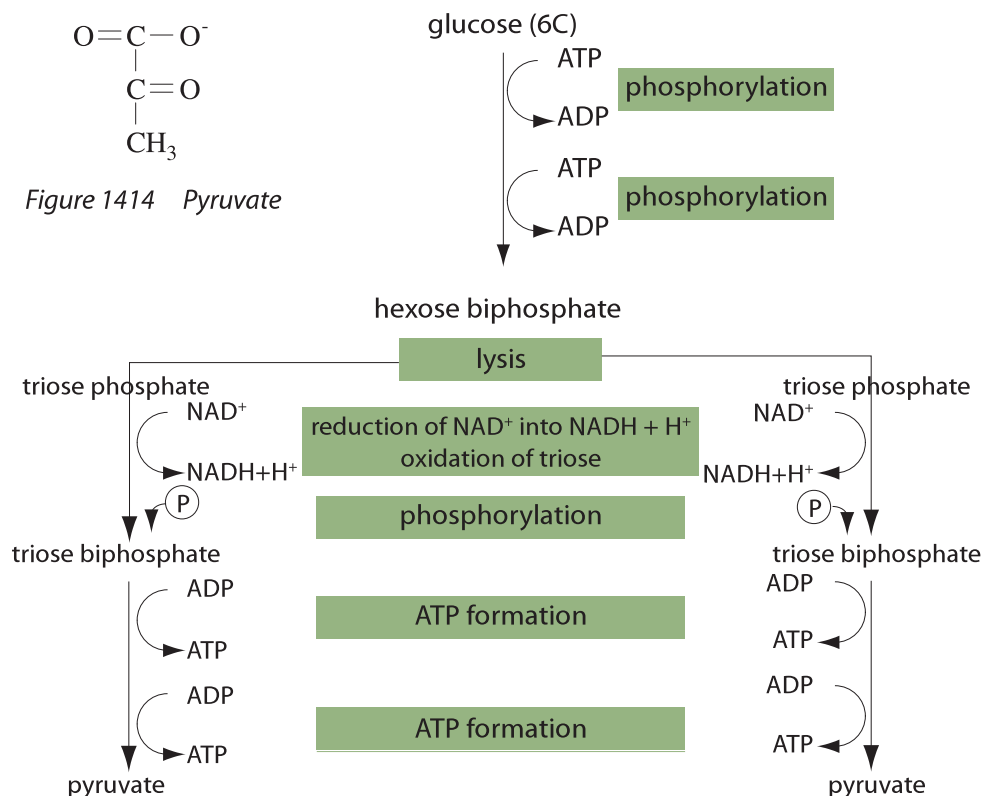 O=C—O-
C=O
CH3
Figure 1414 Pyruvate
glucose (6C)
ATP
phosphorylation
ADP
ATP
phosphorylation
ADP
hexose biphosphate
lysis
triose phosphate
triose phosphate
NAD+
reduction of NAD+ into NADH + H+
oxidation of triose
NAD+
NADH+H+
NADH+H+
P
phosphorylation
P
triose biphosphate
triose biphosphate
ADP
ATP formation
ADP
ATP
ATP
ADP
ATP formation
ADP
ATP
ATP
pyruvate
pyruvate